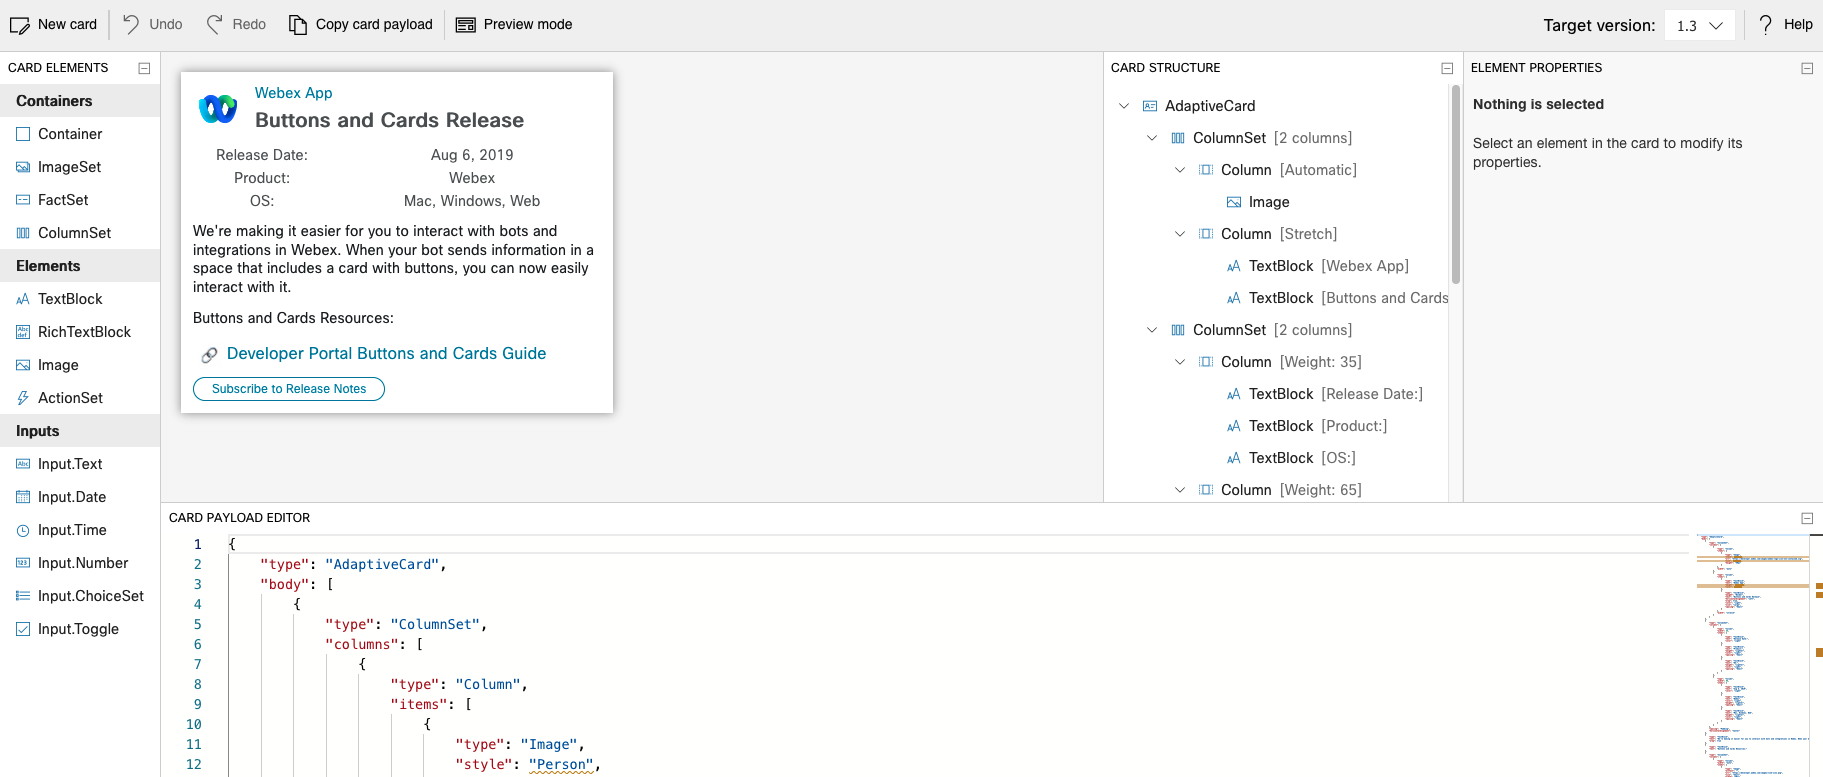 New card Undo Redo Copy card payload Preview mode Target version: 1.3 Help
CARD ELEMENTS
Containers
Container
ImageSet
FactSet
ColumnSet
Elements
TextBlock
RichTextBlock
Image
ActionSet
Inputs
Input.Text
Input.Date
Input.Time
Input.Number
Input.ChoiceSet
Input.Toggle
Webex App
Buttons and Cards Release
Release Date: Aug 6, 2019
Product: Webex
OS: Mac, Windows, Web
We're making it easier for you to interact with bots and
integrations in Webex. When your bot sends information in a
space that includes a card with buttons, you can now easily
interact with it.
Buttons and Cards Resources:
Developer Portal Buttons and Cards Guide
Subscribe to Release Notes
CARD STRUCTURE
AdaptiveCard
ColumnSet [2 columns]
Column [Automatic]
Image
Column [Stretch]
TextBlock [Webex App]
TextBlock [Buttons and Cards
ColumnSet [2 columns]
Column [Weight: 35]
TextBlock [Release Date:]
TextBlock [Product:]
TextBlock [OS:]
Column [Weight: 65]
ELEMENT PROPERTIES
Nothing is selected
Select an element in the card to modify its
properties.
CARD PAYLOAD EDITOR
1 {
2 "type": "AdaptiveCard",
3 "body": [
4 {
5 "type": "ColumnSet",
6 "columns": [
7 {
8 "type": "Column",
9 "items": [
10 {
11 "type": "Image",
12 "style": "Person",